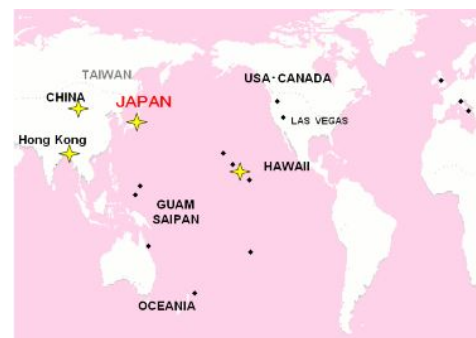 TAIWAN
USA·CANADA
CHINA
JAPAN
LAS VEGAS
Hong Kong
HAWAII
GUAM
SAIPAN
OCEANIA